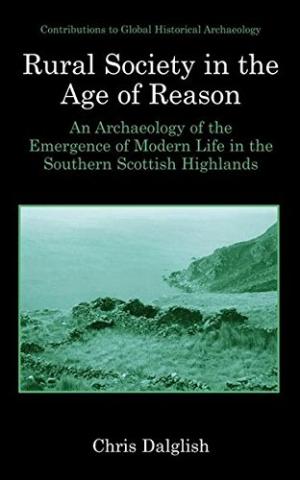 Contributions to Global Historical Archaeology
Rural Society in the
Age of Reason
An Archaeology of the
Emergence of Modern Life in the
Southern Scottish Highlands
Chris Dalglish